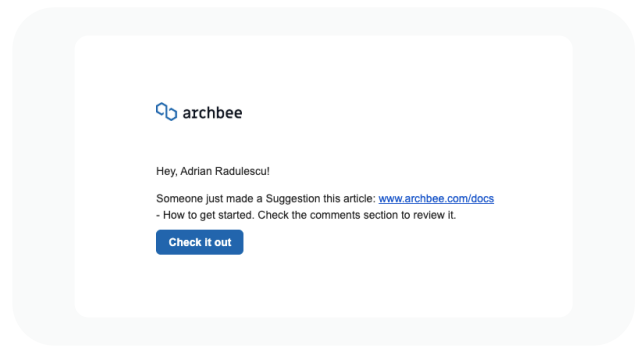 archbee
Hey, Adrian Radulescu!
Someone just made a Suggestion this article: www.archbee.com/docs
- How to get started. Check the comments section to review it.
Check it out